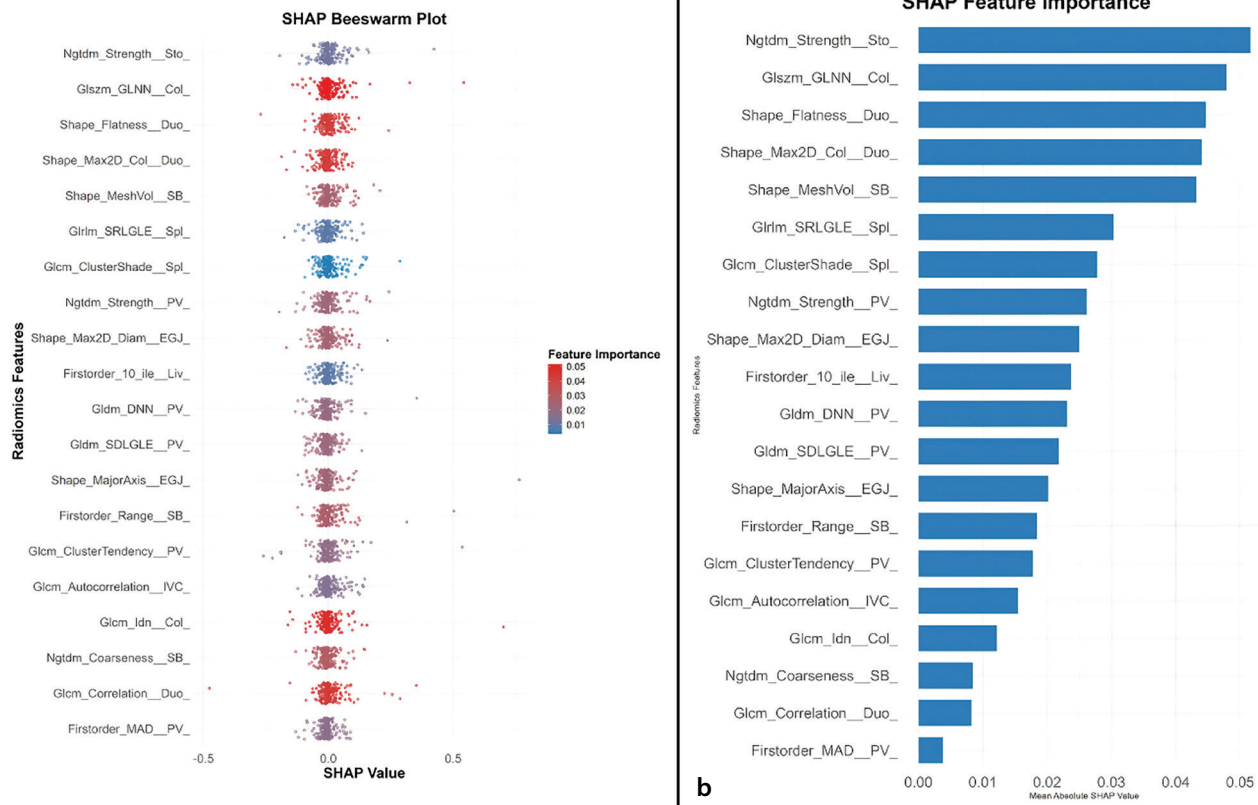 SHAP Beeswarm Plot
Ngtdm_Strength__Sto_
Glszm_GLNN__Col_
Shape_Flatness__Duo_
Shape_Max2D_Col__Duo_
Shape_MeshVol__SB_
Glrlm_SRLGLE__Spl_
Glcm_ClusterShade__Spl_
Ngtdm_Strength__PV_
Shape_Max2D_Diam__EGJ_
Firstorder_10_ile__Liv_
Gldm_DNN__PV_
Gldm_SDLGLE__PV_
Shape_MajorAxis__EGJ_
Firstorder_Range__SB_
Glcm_ClusterTendency__PV_
Glcm_Autocorrelation__IVC_
Glcm_Idn__Col_
Ngtdm_Coarseness__SB_
Glcm_Correlation__Duo_
Firstorder_MAD__PV_
Radiomics Features
-0.5 0.0 0.5
SHAP Value
Feature Importance
0.05
0.04
0.03
0.02
0.01
SHAP Feature Importance
Ngtdm_Strength__Sto_
Glszm_GLNN__Col_
Shape_Flatness__Duo_
Shape_Max2D_Col__Duo_
Shape_MeshVol__SB_
Glrlm_SRLGLE__Spl_
Glcm_ClusterShade__Spl_
Ngtdm_Strength__PV_
Shape_Max2D_Diam__EGJ_
Firstorder_10_ile__Liv_
Gldm_DNN__PV_
Gldm_SDLGLE__PV_
Shape_MajorAxis__EGJ_
Firstorder_Range__SB_
Glcm_ClusterTendency__PV_
Glcm_Autocorrelation__IVC_
Glcm_Idn__Col_
Ngtdm_Coarseness__SB_
Glcm_Correlation__Duo_
Firstorder_MAD__PV_
Radiomics Features
0.00 0.01 0.02 0.03 0.04 0.05
Mean Absolute SHAP Value
b